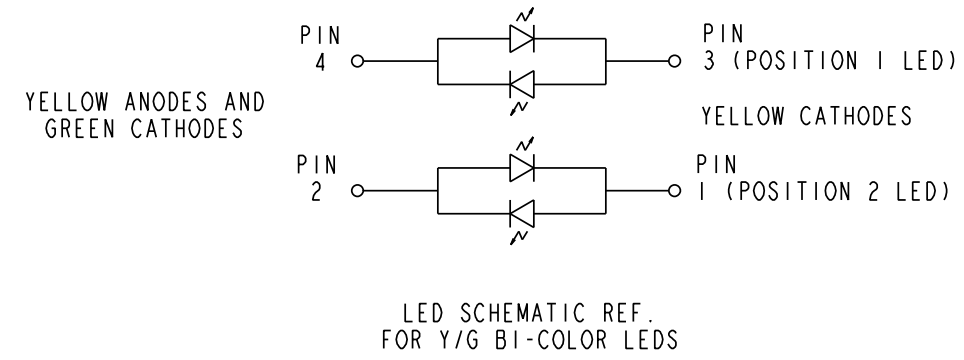 PIN
4
PIN
3 (POSITION 1 LED)
YELLOW ANODES AND
GREEN CATHODES
YELLOW CATHODES
PIN
2
PIN
1 (POSITION 2 LED)
LED SCHEMATIC REF.
FOR Y/G BI-COLOR LEDS